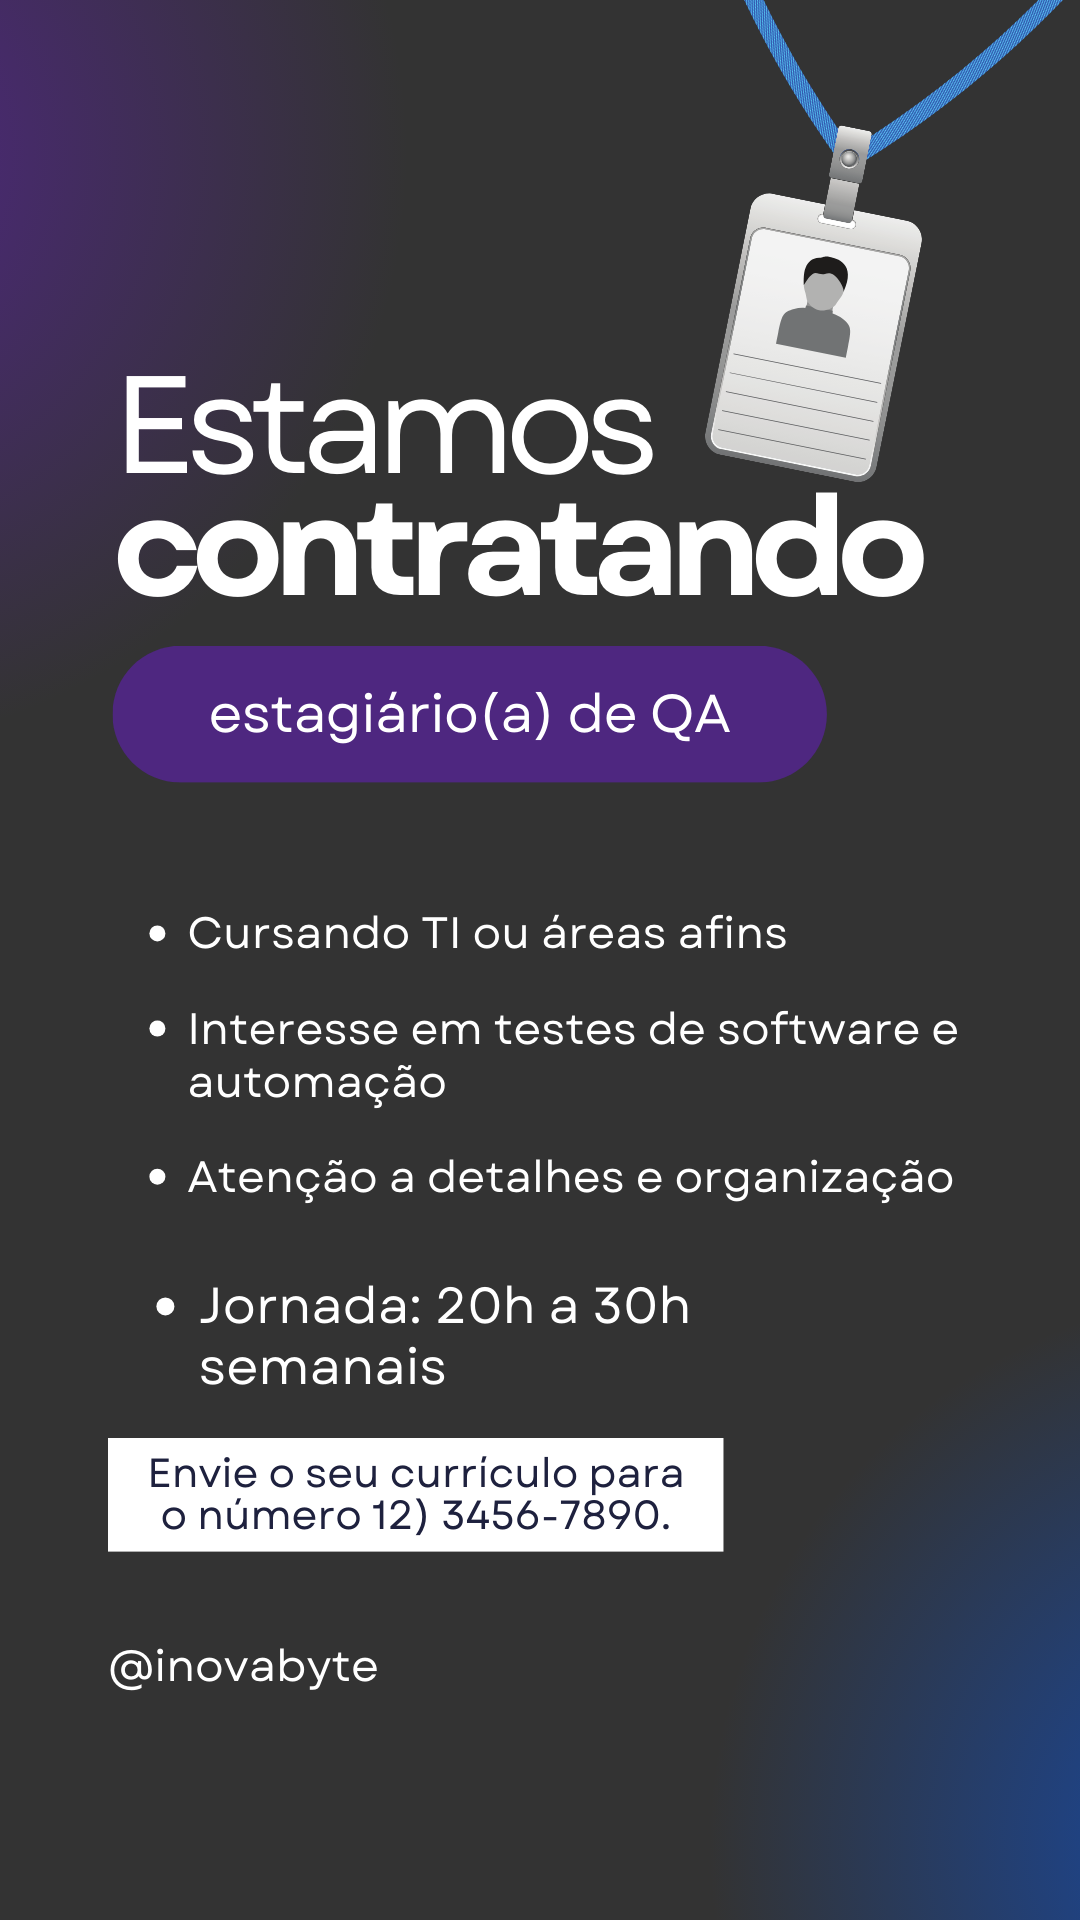 Estamos
contratando
estagiário(a) de QA
• Cursando TI ou áreas afins
• Interesse em testes de software e
automação
• Atenção a detalhes e organização
• Jornada: 20h a 30h
semanais
Envie o seu currículo para
o número 12) 3456-7890.
@inovabyte